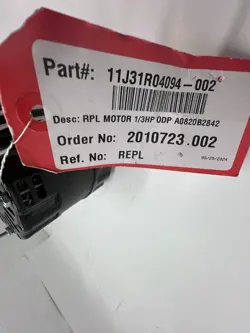 Part#: 11J31R04094-002
Desc: RPL MOTOR 1/3HP ODP A0820B2842
Order No: 2010723.002
Ref. No: REPL